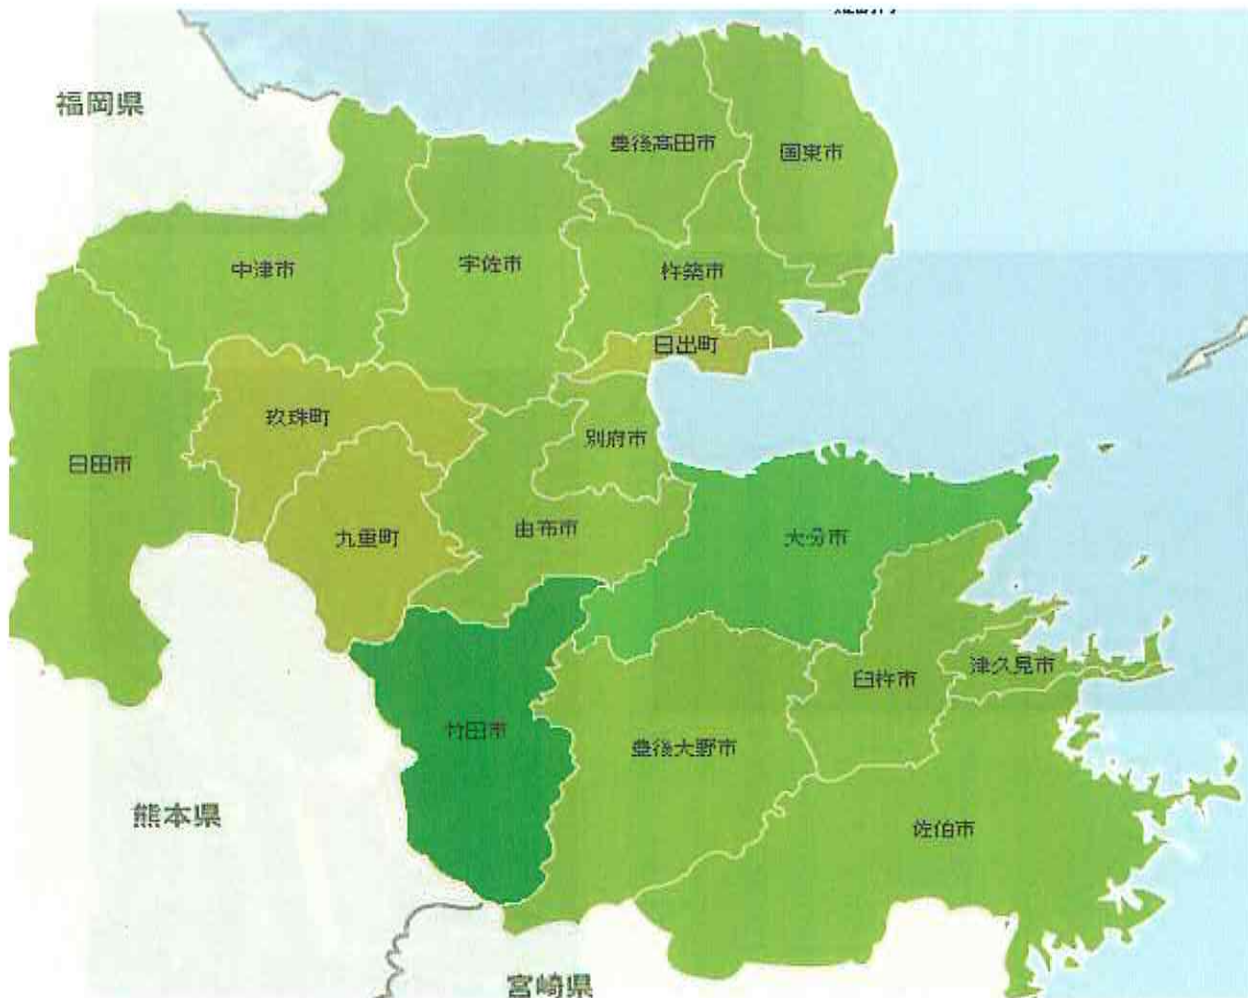 福岡県
豊後高田市
国東市
中津市
宇佐市
杵築市
日出町
玖珠町
別府市
日田市
九重町
由布市
大分市
津久見市
臼杵市
竹田市
豊後大野市
熊本県
佐伯市
宮崎県